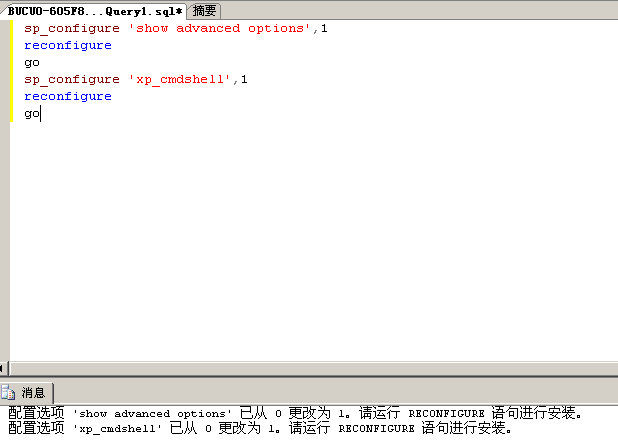 BUCUO-605F8...Query1.sql* 摘要
sp_configure 'show advanced options',1
reconfigure
go
sp_configure 'xp_cmdshell',1
reconfigure
go
消息
配置选项 'show advanced options' 已从 0 更改为 1。请运行 RECONFIGURE 语句进行安装。
配置选项 'xp_cmdshell' 已从 0 更改为 1。请运行 RECONFIGURE 语句进行安装。